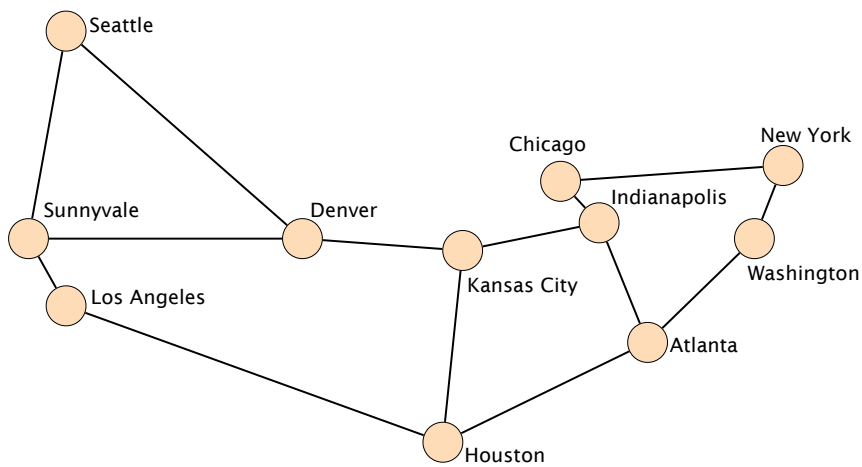 Seattle
New York
Chicago
Indianapolis
Sunnyvale
Denver
Washington
Kansas City
Los Angeles
Atlanta
Houston